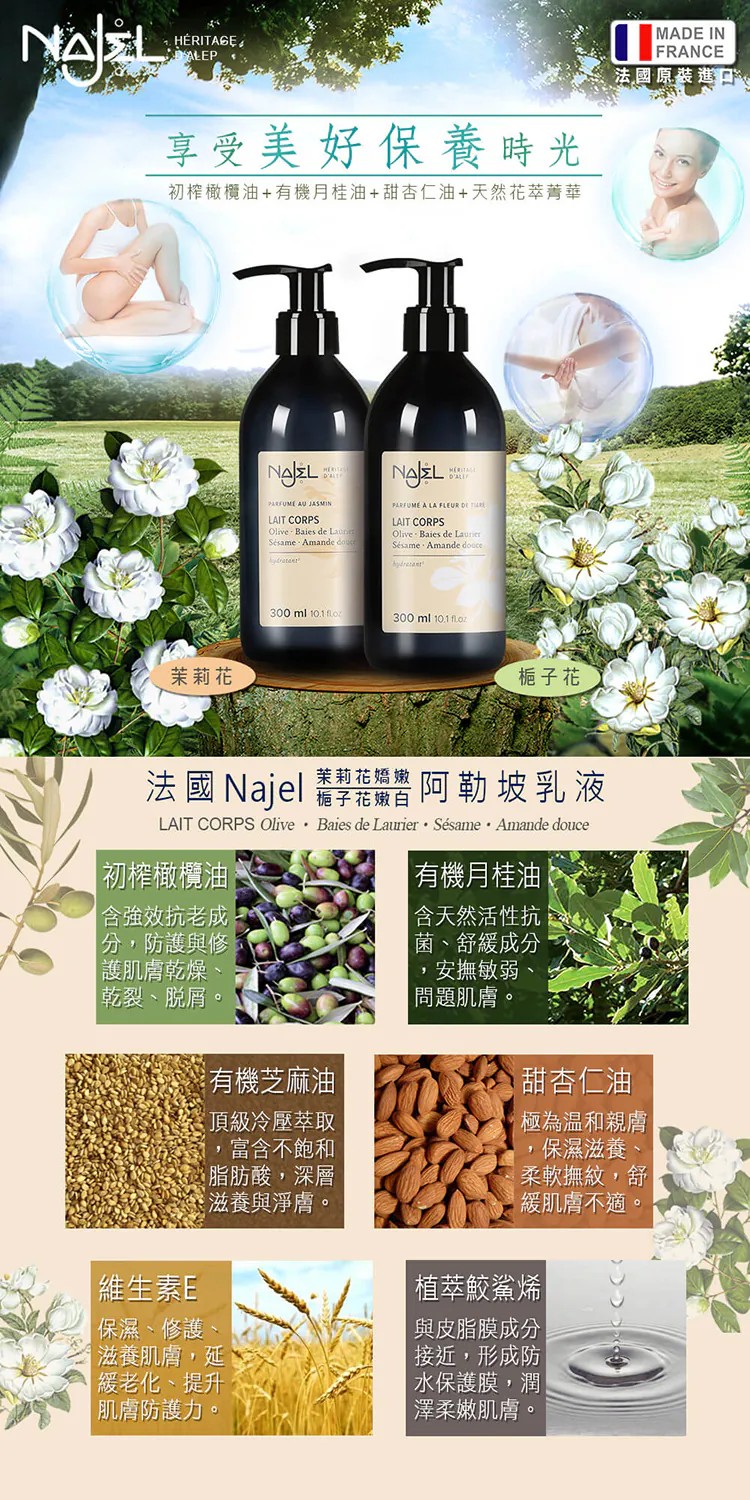 NAJEL HÉRITAGE
D'ALEP
MADE IN
FRANCE
法國原裝進口
享受美好保養時光
初榨橄欖油+有機月桂油+甜杏仁油+天然花萃菁華
NAJEL HÉRITAGE
D'ALEP
PARFUMÉ AU JASMIN
LAIT CORPS
Olive · Baies de Laurier
Sésame · Amande douce
hydratant¹
300 ml 10.1 fl.oz
NAJEL HÉRITAGE
D'ALEP
PARFUMÉ À LA FLEUR DE TIARÉ
LAIT CORPS
Olive · Baies de Laurier
Sésame · Amande douce
hydratant¹
300 ml 10.1 fl.oz
茉莉花
梔子花
法國Najel 茉莉花嬌嫩 阿勒坡乳液
梔子花嫩白
LAIT CORPS Olive · Baies de Laurier · Sésame · Amande douce
初榨橄欖油
含強效抗老成
分，防護與修
護肌膚乾燥、
乾裂、脫屑。
有機月桂油
含天然活性抗
菌、舒緩成分
，安撫敏弱、
問題肌膚。
有機芝麻油
頂級冷壓萃取
，富含不飽和
脂肪酸，深層
滋養與淨膚。
甜杏仁油
極為温和親膚
，保濕滋養、
柔軟撫紋，舒
緩肌膚不適。
維生素E
保濕、修護、
滋養肌膚，延
緩老化、提升
肌膚防護力。
植萃鮫鯊烯
與皮脂膜成分
接近，形成防
水保護膜，潤
澤柔嫩肌膚。